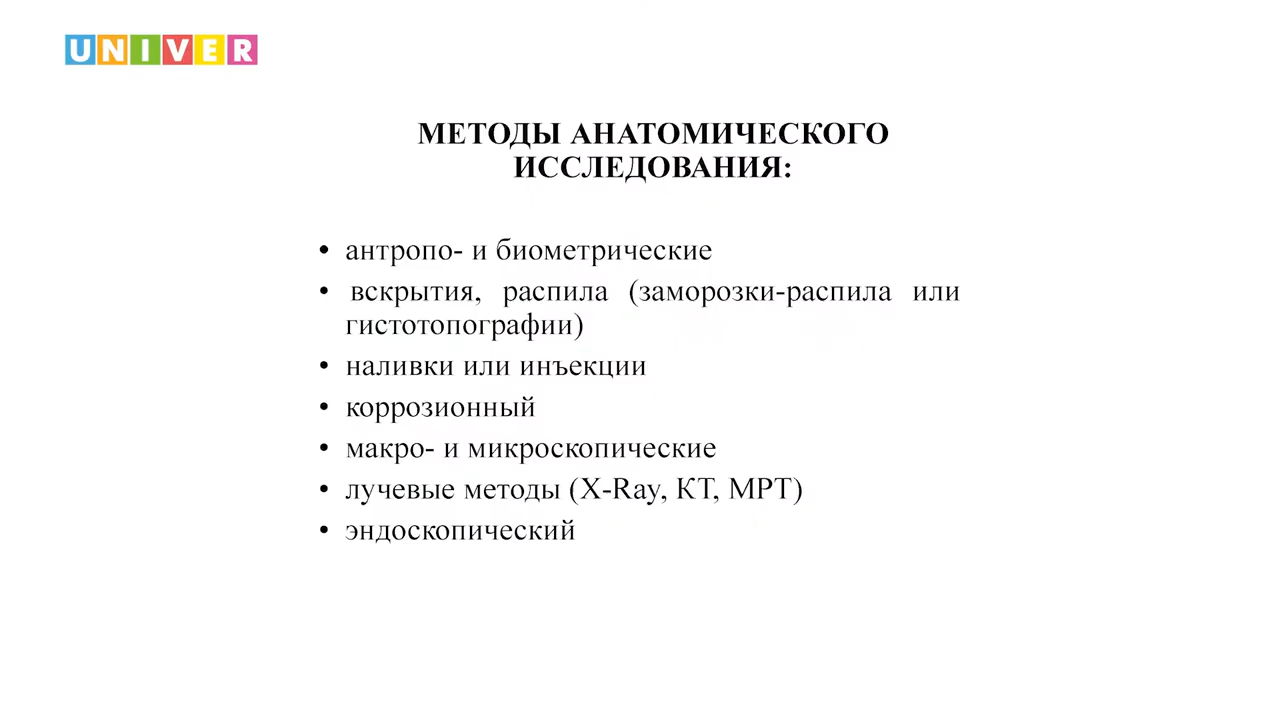 UNIVER
МЕТОДЫ АНАТОМИЧЕСКОГО
ИССЛЕДОВАНИЯ:
• антропо- и биометрические
• вскрытия, распила (заморозки-распила или
гистотопографии)
• наливки или инъекции
• коррозионный
• макро- и микроскопические
• лучевые методы (X-Ray, КТ, МРТ)
• эндоскопический